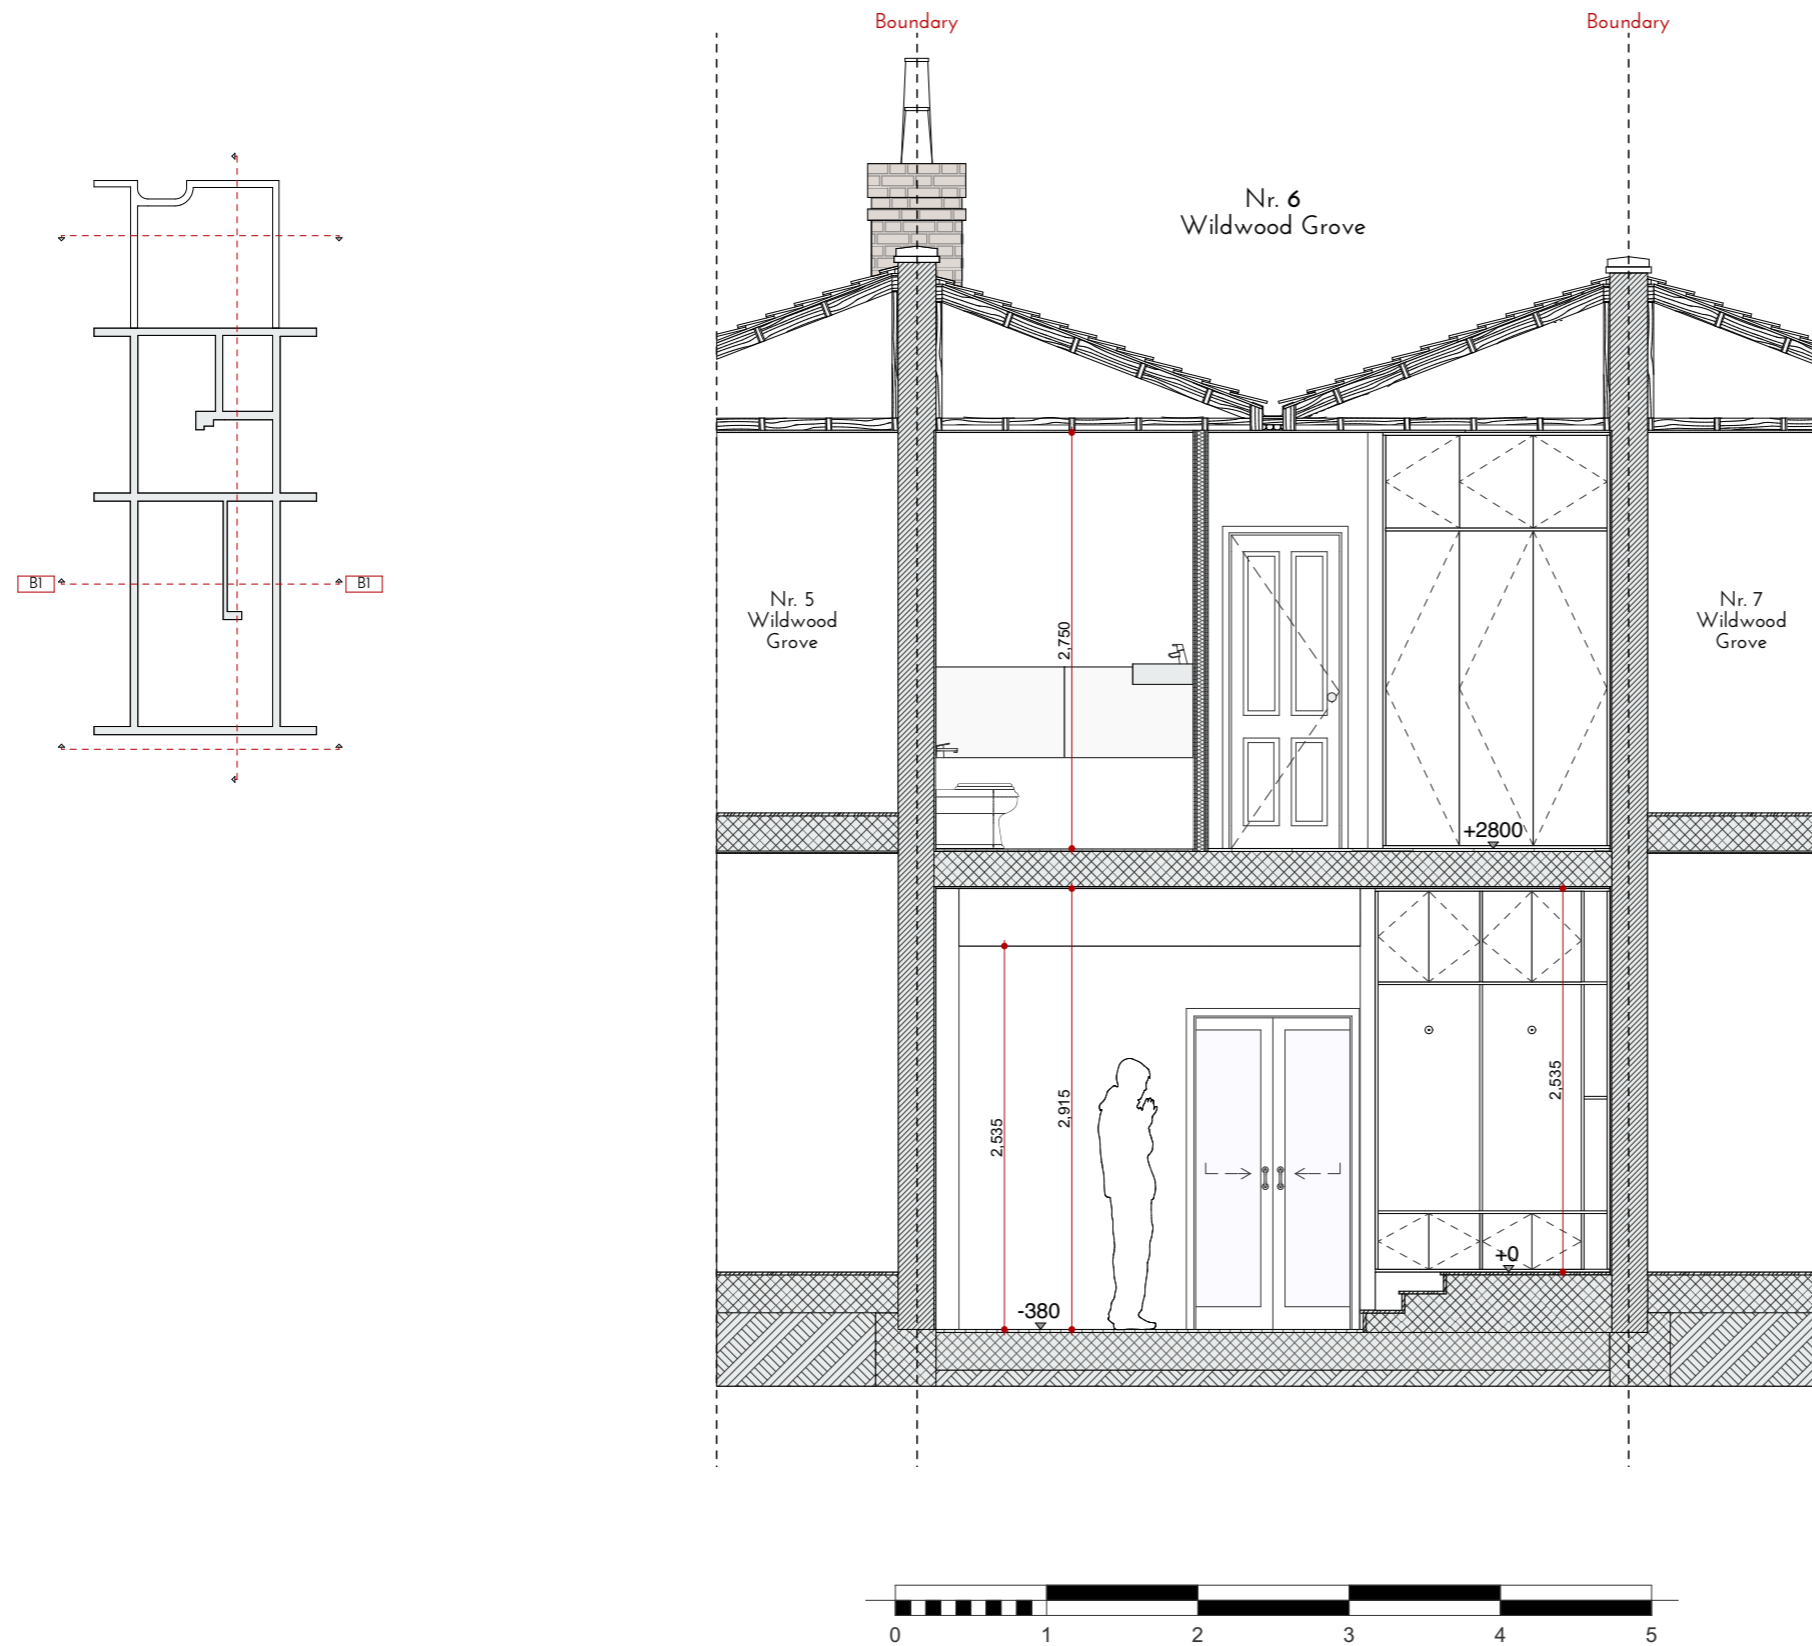 Boundary
Boundary
Nr. 6
Wildwood Grove
B1
B1
Nr. 5
Wildwood
Grove
Nr. 7
Wildwood
Grove
2,750
+2800
2,535
2,915
2,535
+0
-380
0 1 2 3 4 5